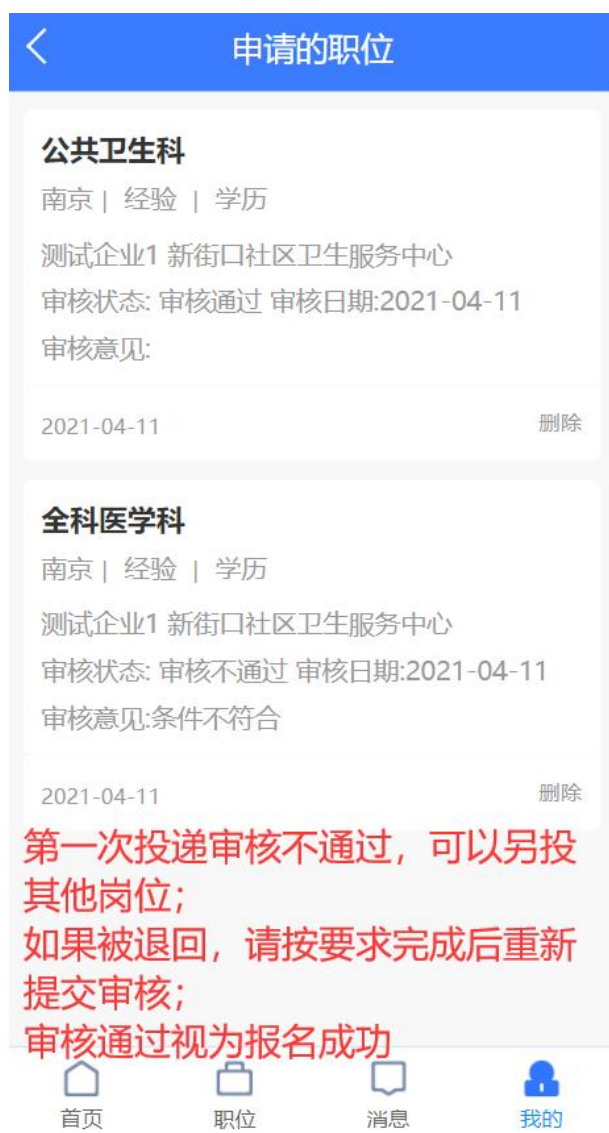 申请的职位
公共卫生科
南京 | 经验 | 学历
测试企业1 新街口社区卫生服务中心
审核状态: 审核通过 审核日期:2021-04-11
审核意见:
2021-04-11 删除
全科医学科
南京 | 经验 | 学历
测试企业1 新街口社区卫生服务中心
审核状态: 审核不通过 审核日期:2021-04-11
审核意见:条件不符合
2021-04-11 删除
第一次投递审核不通过，可以另投
其他岗位；
如果被退回，请按要求完成后重新
提交审核；
审核通过视为报名成功
首页 职位 消息 我的